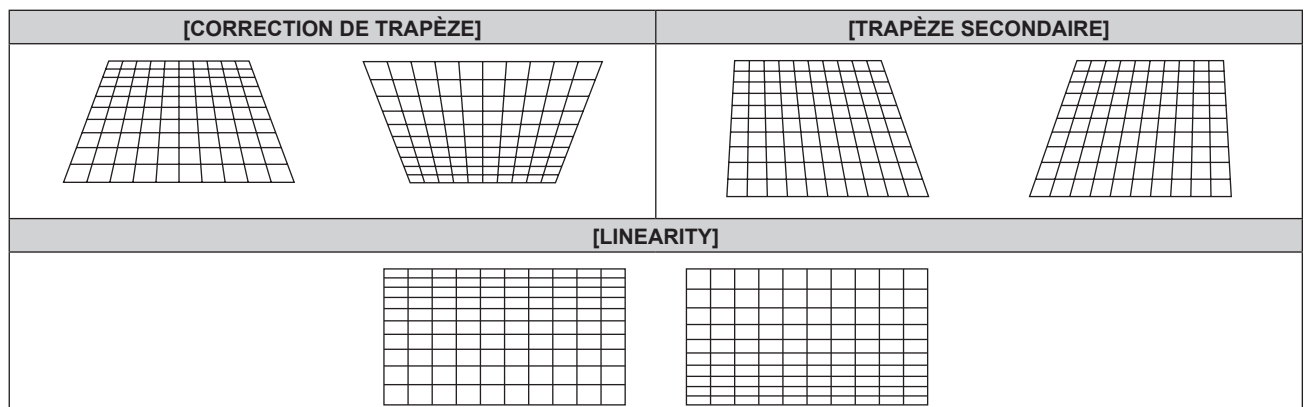 [CORRECTION DE TRAPÈZE]
[TRAPÈZE SECONDAIRE]
[LINEARITY]